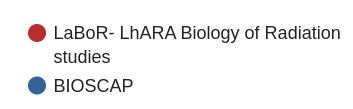 LaBoR- LhARA Biology of Radiation
studies
BIOSCAP